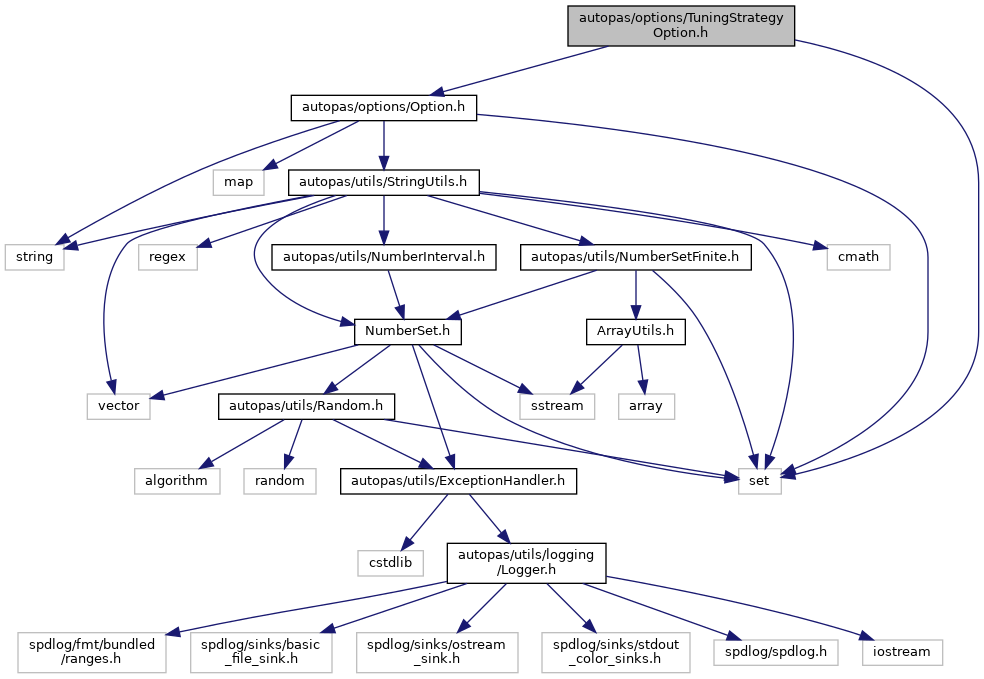 autopas/options/TuningStrategy
Option.h
autopas/options/Option.h
map
autopas/utils/StringUtils.h
string
regex
autopas/utils/NumberInterval.h
autopas/utils/NumberSetFinite.h
cmath
NumberSet.h
ArrayUtils.h
vector
autopas/utils/Random.h
sstream
array
algorithm
random
autopas/utils/ExceptionHandler.h
set
cstdlib
autopas/utils/logging
/Logger.h
spdlog/fmt/bundled
/ranges.h
spdlog/sinks/basic
_file_sink.h
spdlog/sinks/ostream
_sink.h
spdlog/sinks/stdout
_color_sinks.h
spdlog/spdlog.h
iostream